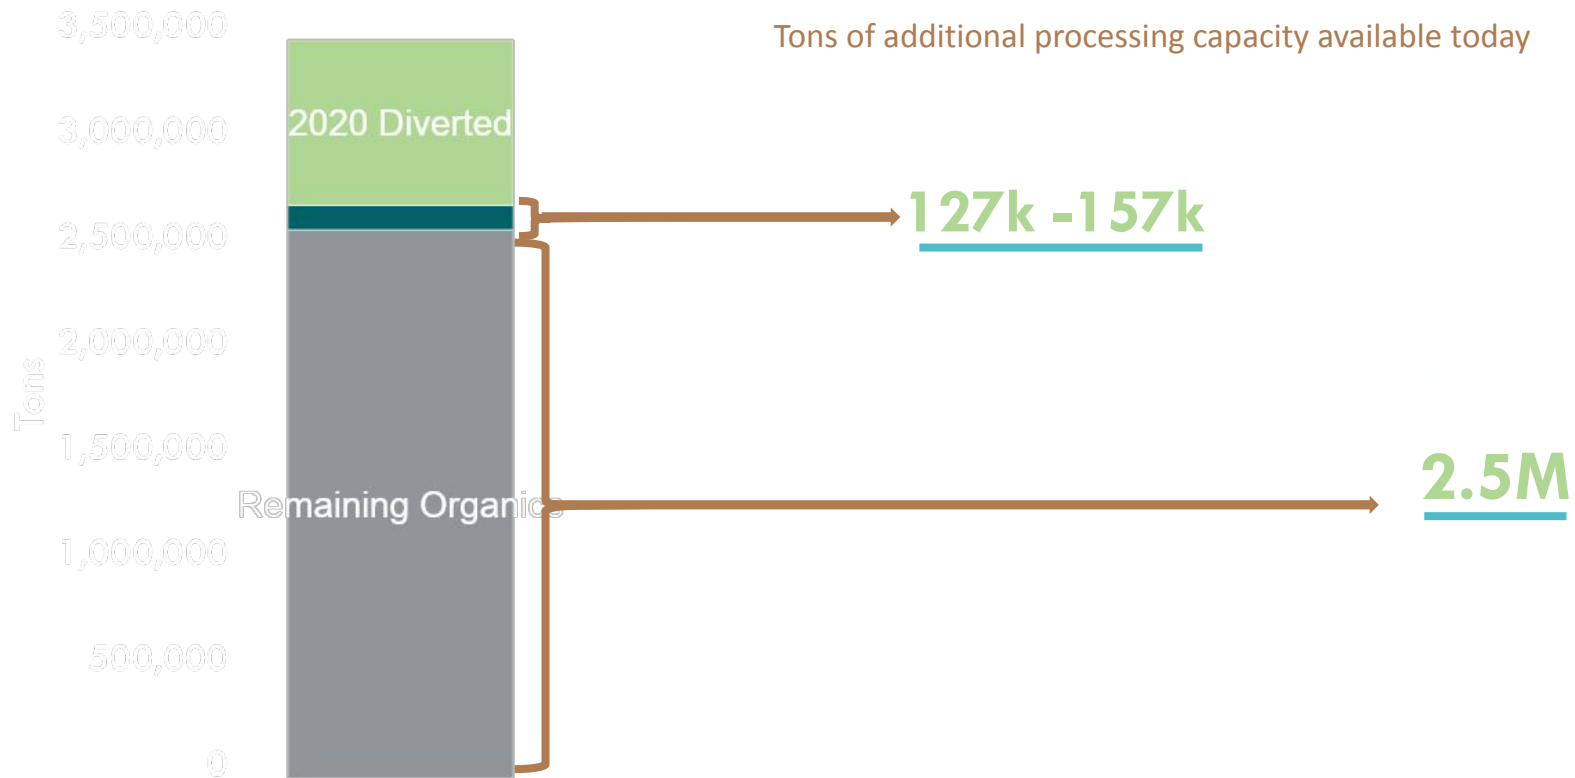 3,500,000
Tons of additional processing capacity available today
2020 Diverted
3,000,000
127k -157k
2,500,000
2,000,000
Tons
1,500,000
2.5M
Remaining Organics
1,000,000
500,000
0